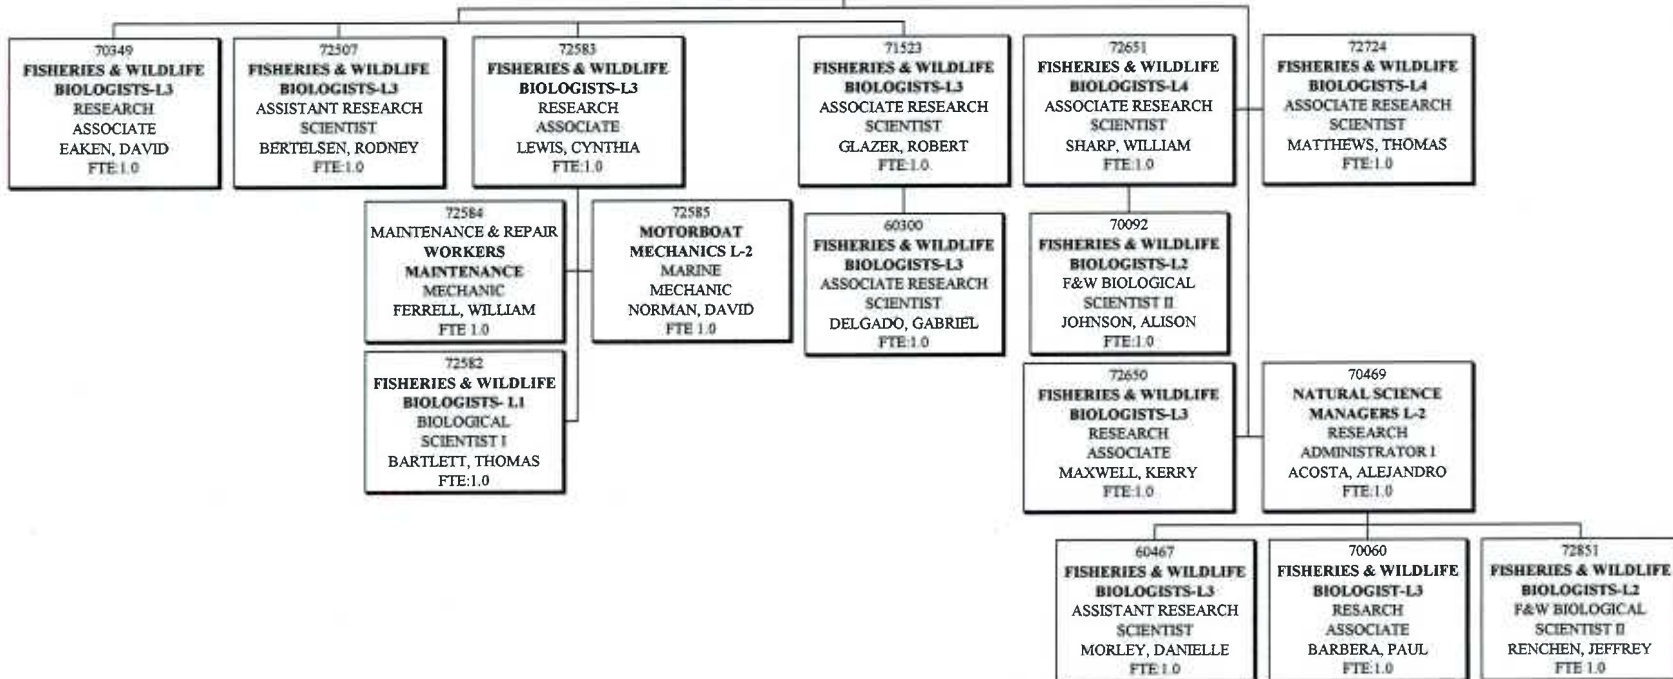 70349
FISHERIES & WILDLIFE
BIOLOGISTS-L3
RESEARCH
ASSOCIATE
EAKEN, DAVID
FTE:1.0
72507
FISHERIES & WILDLIFE
BIOLOGISTS-L3
ASSISTANT RESEARCH
SCIENTIST
BERTELSEN, RODNEY
FTE:1.0
72583
FISHERIES & WILDLIFE
BIOLOGISTS-L3
RESEARCH
ASSOCIATE
LEWIS, CYNTHIA
FTE:1.0
71523
FISHERIES & WILDLIFE
BIOLOGISTS-L3
ASSOCIATE RESEARCH
SCIENTIST
GLAZER, ROBERT
FTE:1.0
72651
FISHERIES & WILDLIFE
BIOLOGISTS-L4
ASSOCIATE RESEARCH
SCIENTIST
SHARP, WILLIAM
FTE:1.0
72724
FISHERIES & WILDLIFE
BIOLOGISTS-L4
ASSOCIATE RESEARCH
SCIENTIST
MATTHEWS, THOMAS
FTE:1.0
72584
MAINTENANCE & REPAIR
WORKERS
MAINTENANCE
MECHANIC
FERRELL, WILLIAM
FTE 1.0
72585
MOTORBOAT
MECHANICS L-2
MARINE
MECHANIC
NORMAN, DAVID
FTE 1.0
60300
FISHERIES & WILDLIFE
BIOLOGISTS-L3
ASSOCIATE RESEARCH
SCIENTIST
DELGADO, GABRIEL
FTE:1.0
70092
FISHERIES & WILDLIFE
BIOLOGISTS-L2
F&W BIOLOGICAL
SCIENTIST II
JOHNSON, ALISON
FTE:1.0
72582
FISHERIES & WILDLIFE
BIOLOGISTS- L1
BIOLOGICAL
SCIENTIST I
BARTLETT, THOMAS
FTE:1.0
72650
FISHERIES & WILDLIFE
BIOLOGISTS-L3
RESEARCH
ASSOCIATE
MAXWELL, KERRY
FTE:1.0
70469
NATURAL SCIENCE
MANAGERS L-2
RESEARCH
ADMINISTRATOR I
ACOSTA, ALEJANDRO
FTE:1.0
60467
FISHERIES & WILDLIFE
BIOLOGISTS-L3
ASSISTANT RESEARCH
SCIENTIST
MORLEY, DANIELLE
FTE:1.0
70060
FISHERIES & WILDLIFE
BIOLOGIST-L3
RESARCH
ASSOCIATE
BARBERA, PAUL
FTE:1.0
72851
FISHERIES & WILDLIFE
BIOLOGISTS-L2
F&W BIOLOGICAL
SCIENTIST II
RENCHEN, JEFFREY
FTE 1.0